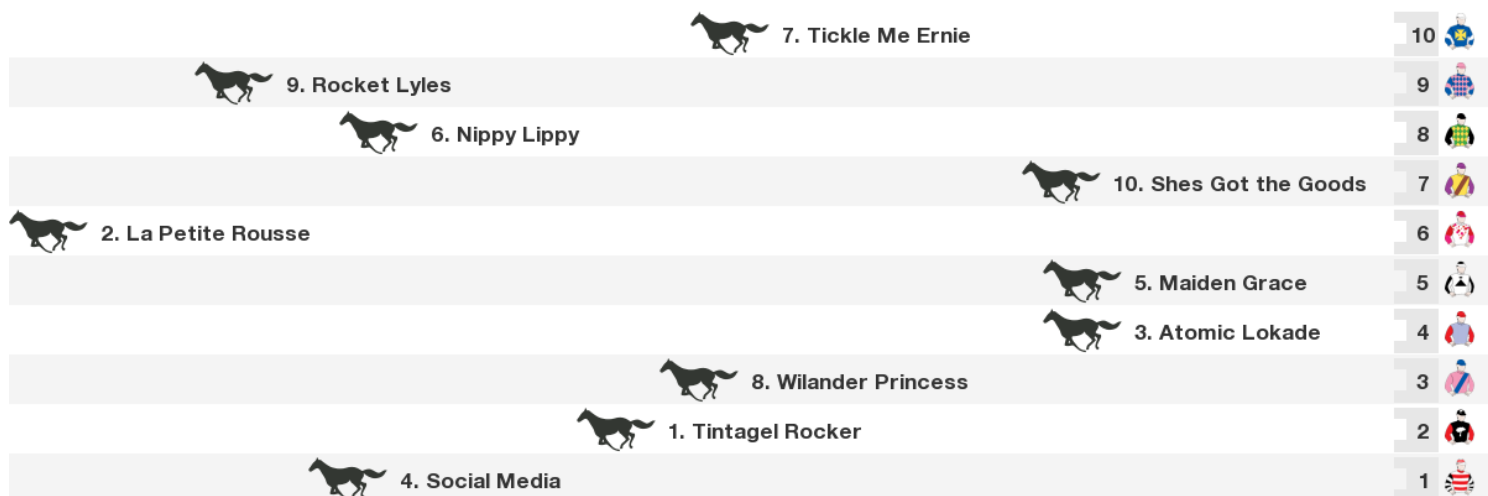 7. Tickle Me Ernie 10
9. Rocket Lyles 9
6. Nippy Lippy 8
10. Shes Got the Goods 7
2. La Petite Rousse 6
5. Maiden Grace 5
3. Atomic Lokade 4
8. Wilander Princess 3
1. Tintagel Rocker 2
4. Social Media 1